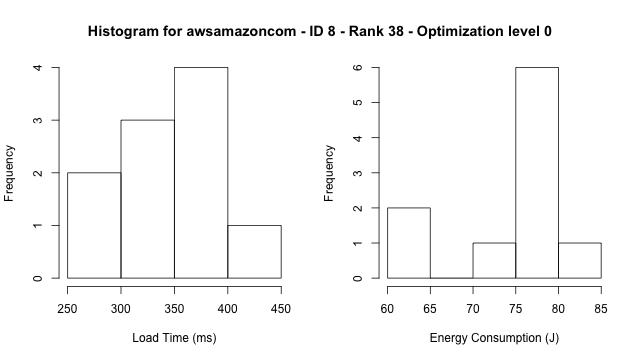 Histogram for awsamazoncom - ID 8 - Rank 38 - Optimization level 0
Frequency
4
3
2
1
0
250 300 350 400 450
Load Time (ms)
Frequency
6
5
4
3
2
1
0
60 65 70 75 80 85
Energy Consumption (J)